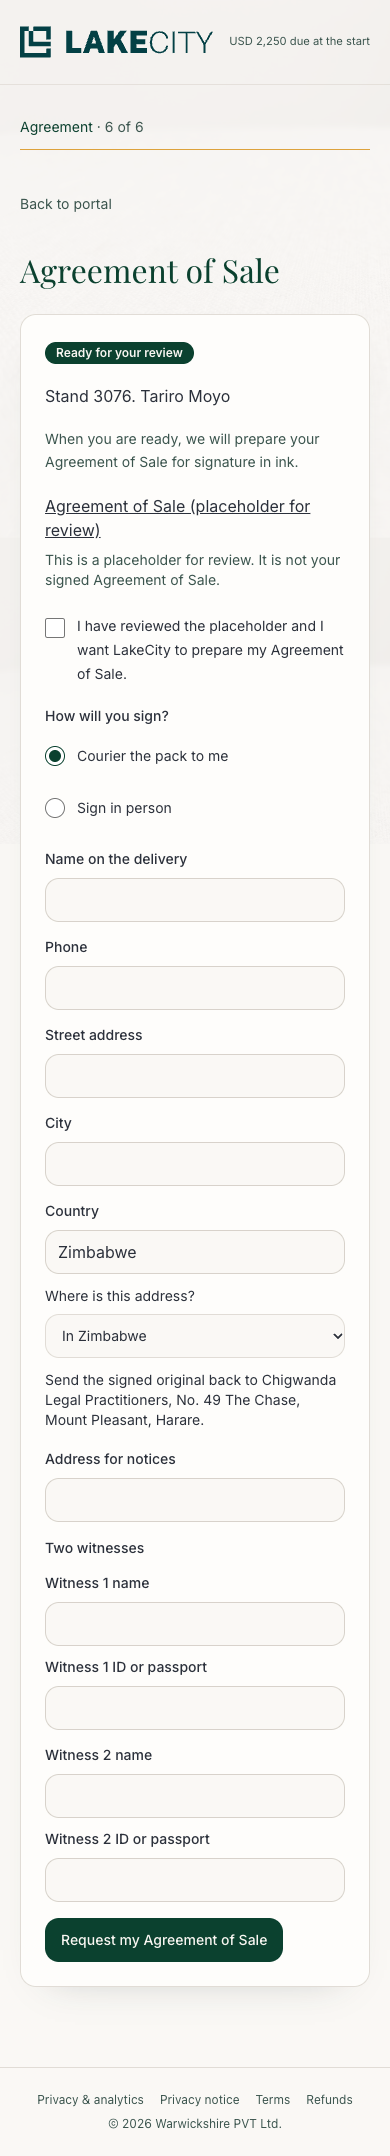 LAKECITY
USD 2,250 due at the start
Agreement · 6 of 6
Back to portal
Agreement of Sale
Ready for your review
Stand 3076. Tariro Moyo
When you are ready, we will prepare your
Agreement of Sale for signature in ink.
Agreement of Sale (placeholder for
review)
This is a placeholder for review. It is not your
signed Agreement of Sale.
I have reviewed the placeholder and I
want LakeCity to prepare my Agreement
of Sale.
How will you sign?
Courier the pack to me
Sign in person
Name on the delivery
Phone
Street address
City
Country
Zimbabwe
Where is this address?
In Zimbabwe
Send the signed original back to Chigwanda
Legal Practitioners, No. 49 The Chase,
Mount Pleasant, Harare.
Address for notices
Two witnesses
Witness 1 name
Witness 1 ID or passport
Witness 2 name
Witness 2 ID or passport
Request my Agreement of Sale
Privacy & analytics Privacy notice Terms Refunds
© 2026 Warwickshire PVT Ltd.